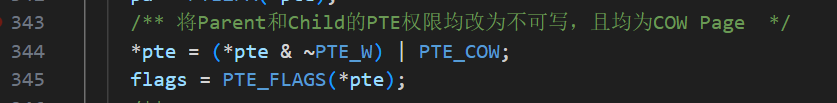 343 /** 将Parent和Child的PTE权限均改为不可写，且均为COW Page  */
344 *pte = (*pte & ~PTE_W) | PTE_COW;
345 flags = PTE_FLAGS(*pte);